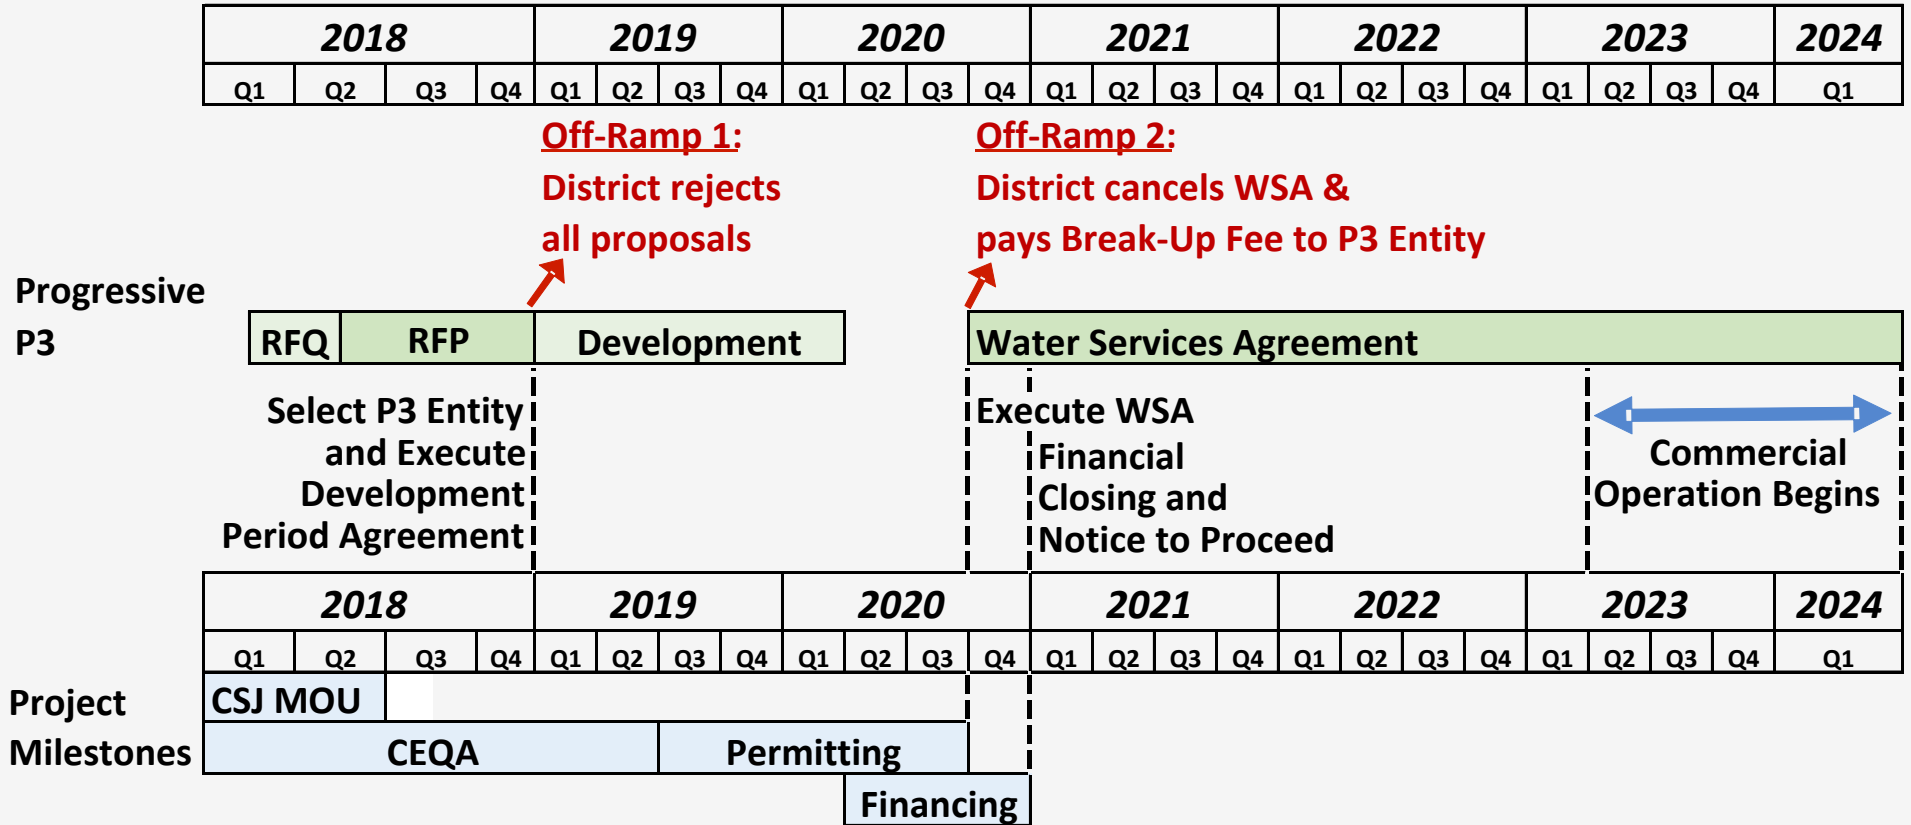 2018 2019 2020 2021 2022 2023 2024
Q1 Q2 Q3 Q4 Q1 Q2 Q3 Q4 Q1 Q2 Q3 Q4 Q1 Q2 Q3 Q4 Q1 Q2 Q3 Q4 Q1 Q2 Q3 Q4 Q1
Off-Ramp 1:
District rejects
all proposals
Off-Ramp 2:
District cancels WSA &
pays Break-Up Fee to P3 Entity
Progressive
P3
RFQ RFP Development Water Services Agreement
Select P3 Entity
and Execute
Development
Period Agreement
Execute WSA
Financial
Closing and
Notice to Proceed
Commercial
Operation Begins
2018 2019 2020 2021 2022 2023 2024
Q1 Q2 Q3 Q4 Q1 Q2 Q3 Q4 Q1 Q2 Q3 Q4 Q1 Q2 Q3 Q4 Q1 Q2 Q3 Q4 Q1 Q2 Q3 Q4 Q1
Project
Milestones
CSJ MOU
CEQA Permitting
Financing